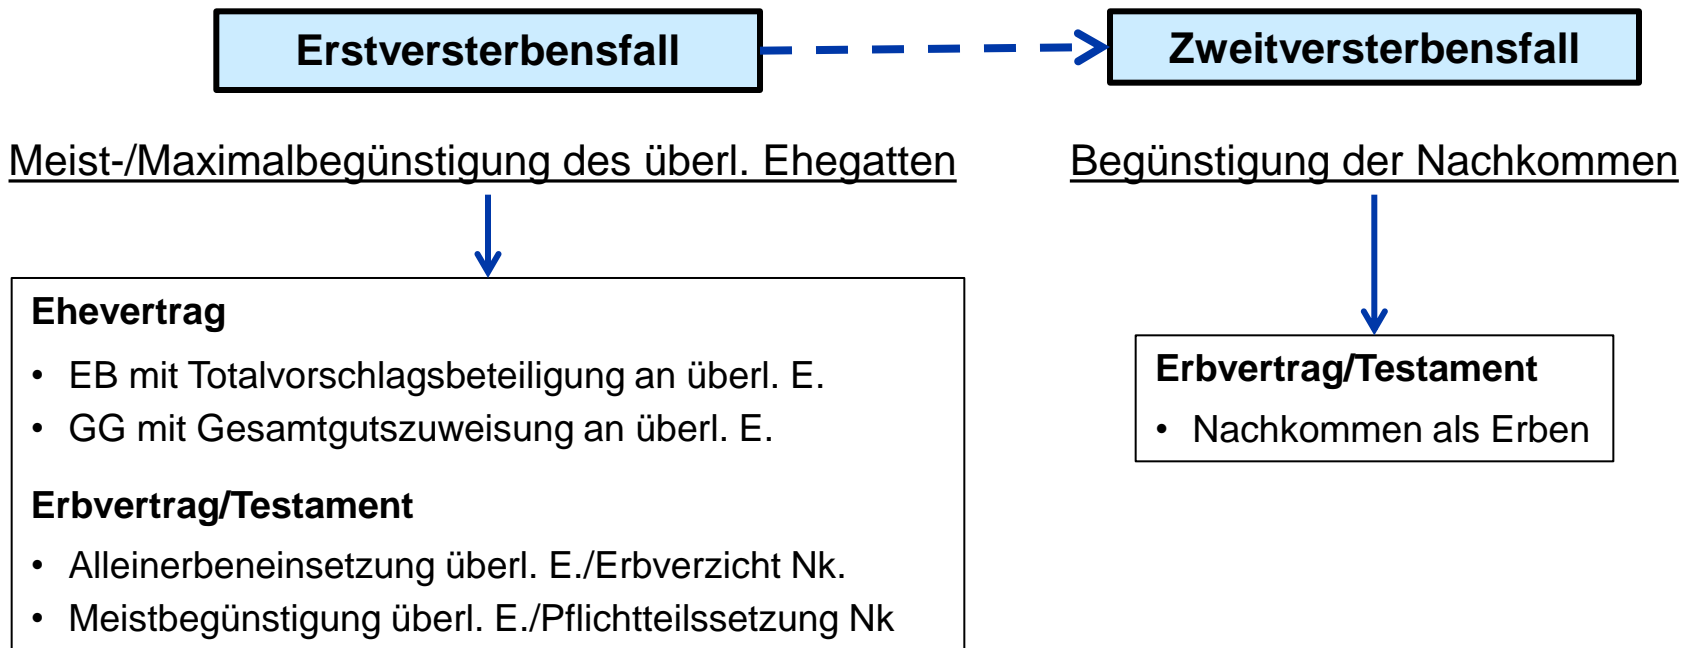 Erstversterbensfall
Zweitversterbensfall
Meist-/Maximalbegünstigung des überl. Ehegatten
Begünstigung der Nachkommen
Ehevertrag
• EB mit Totalvorschlagsbeteiligung an überl. E.
• GG mit Gesamtgutszuweisung an überl. E.
Erbvertrag/Testament
• Alleinerbeneinsetzung überl. E./Erbverzicht Nk.
• Meistbegünstigung überl. E./Pflichtteilssetzung Nk
Erbvertrag/Testament
• Nachkommen als Erben